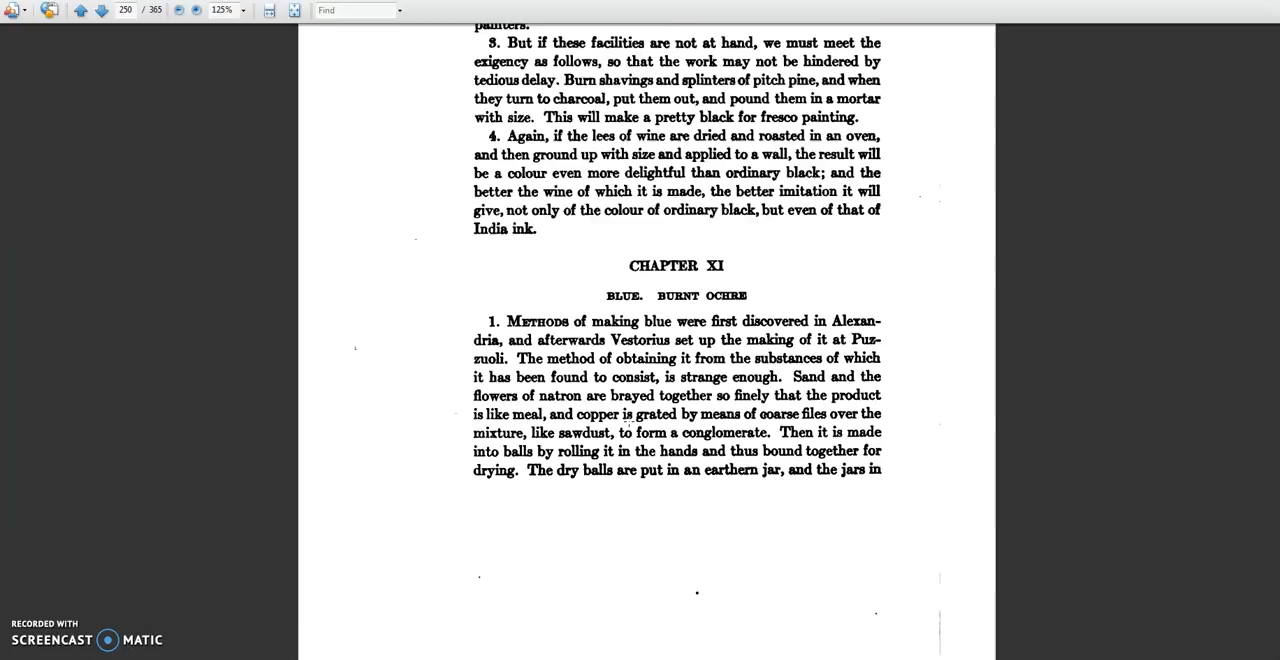 250 / 365 125% Find
painters.
3. But if these facilities are not at hand, we must meet the
exigency as follows, so that the work may not be hindered by
tedious delay. Burn shavings and splinters of pitch pine, and when
they turn to charcoal, put them out, and pound them in a mortar
with size. This will make a pretty black for fresco painting.
4. Again, if the lees of wine are dried and roasted in an oven,
and then ground up with size and applied to a wall, the result will
be a colour even more delightful than ordinary black; and the
better the wine of which it is made, the better imitation it will
give, not only of the colour of ordinary black, but even of that of
India ink.
CHAPTER XI
BLUE. BURNT OCHRE
1. METHODS of making blue were first discovered in Alexan-
dria, and afterwards Vestorius set up the making of it at Puz-
zuoli. The method of obtaining it from the substances of which
it has been found to consist, is strange enough. Sand and the
flowers of natron are brayed together so finely that the product
is like meal, and copper is grated by means of coarse files over the
mixture, like sawdust, to form a conglomerate. Then it is made
into balls by rolling it in the hands and thus bound together for
drying. The dry balls are put in an earthern jar, and the jars in
RECORDED WITH
SCREENCAST MATIC